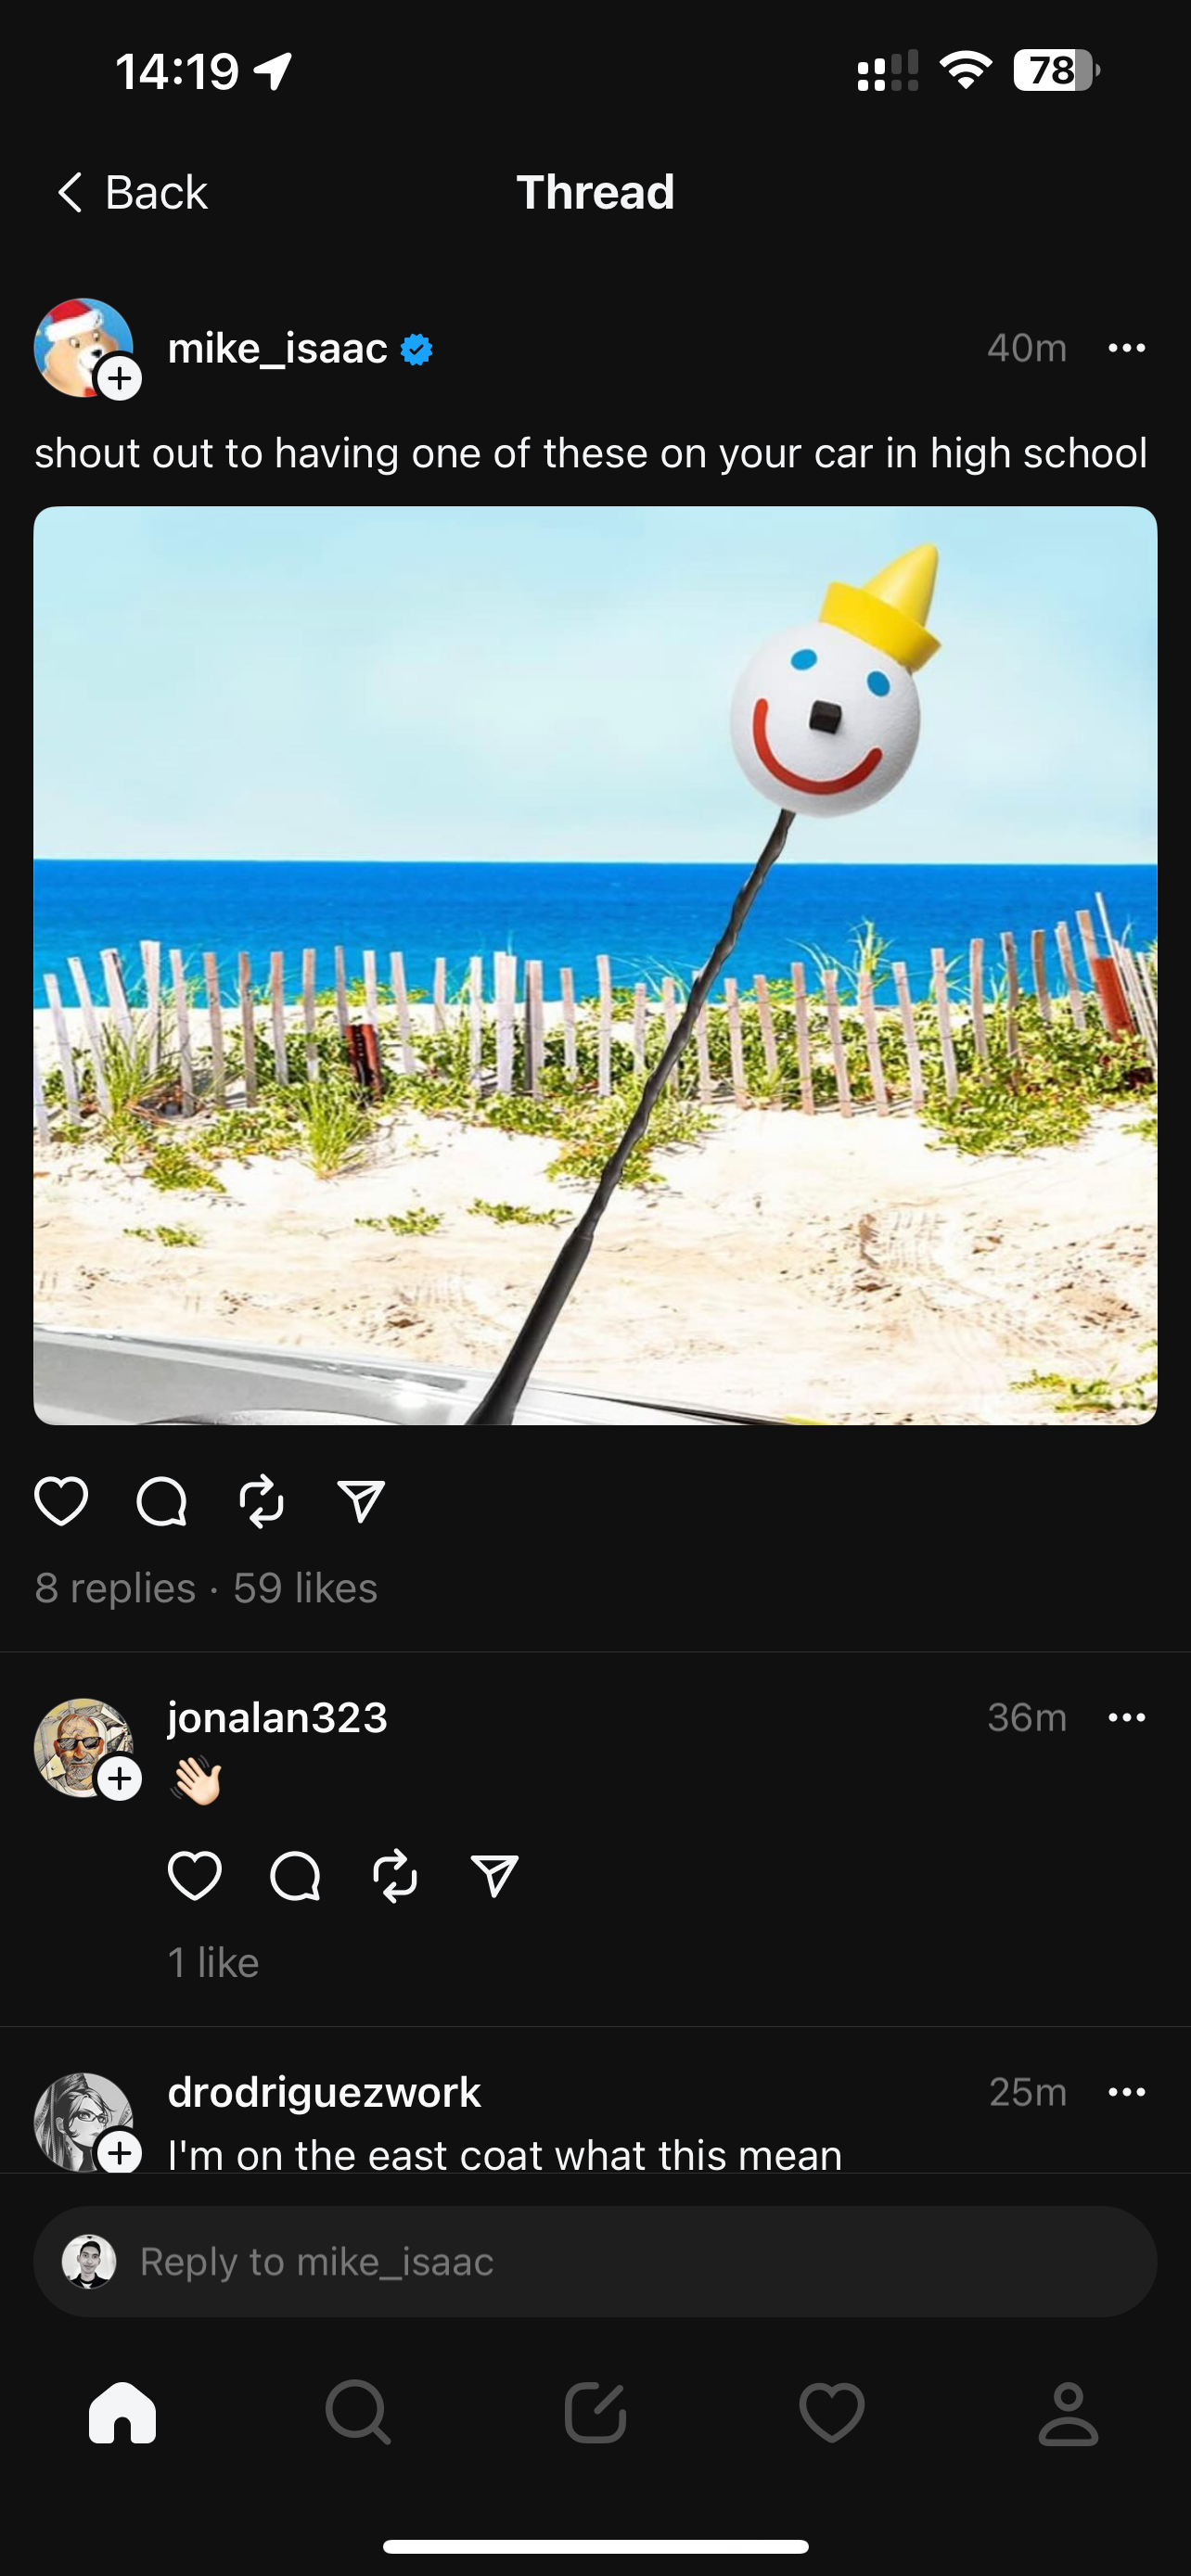 14:19
78
Back
Thread
mike_isaac
40m
shout out to having one of these on your car in high school
8 replies · 59 likes
jonalan323
36m
👋🏻
1 like
drodriguezwork
25m
I'm on the east coat what this mean
Reply to mike_isaac